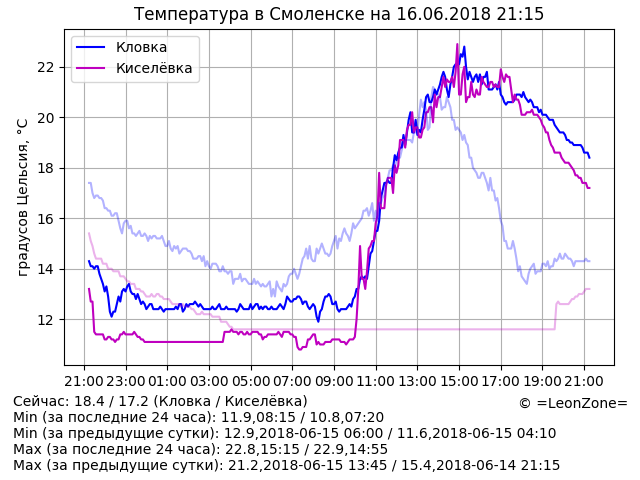 Температура в Смоленске на 16.06.2018 21:15
Кловка
Киселёвка
градусов Цельсия, °C
22
20
18
16
14
12
21:00 23:00 01:00 03:00 05:00 07:00 09:00 11:00 13:00 15:00 17:00 19:00 21:00
Сейчас: 18.4 / 17.2 (Кловка / Киселёвка)
© =LeonZone=
Min (за последние 24 часа): 11.9,08:15 / 10.8,07:20
Min (за предыдущие сутки): 12.9,2018-06-15 06:00 / 11.6,2018-06-15 04:10
Max (за последние 24 часа): 22.8,15:15 / 22.9,14:55
Max (за предыдущие сутки): 21.2,2018-06-15 13:45 / 15.4,2018-06-14 21:15